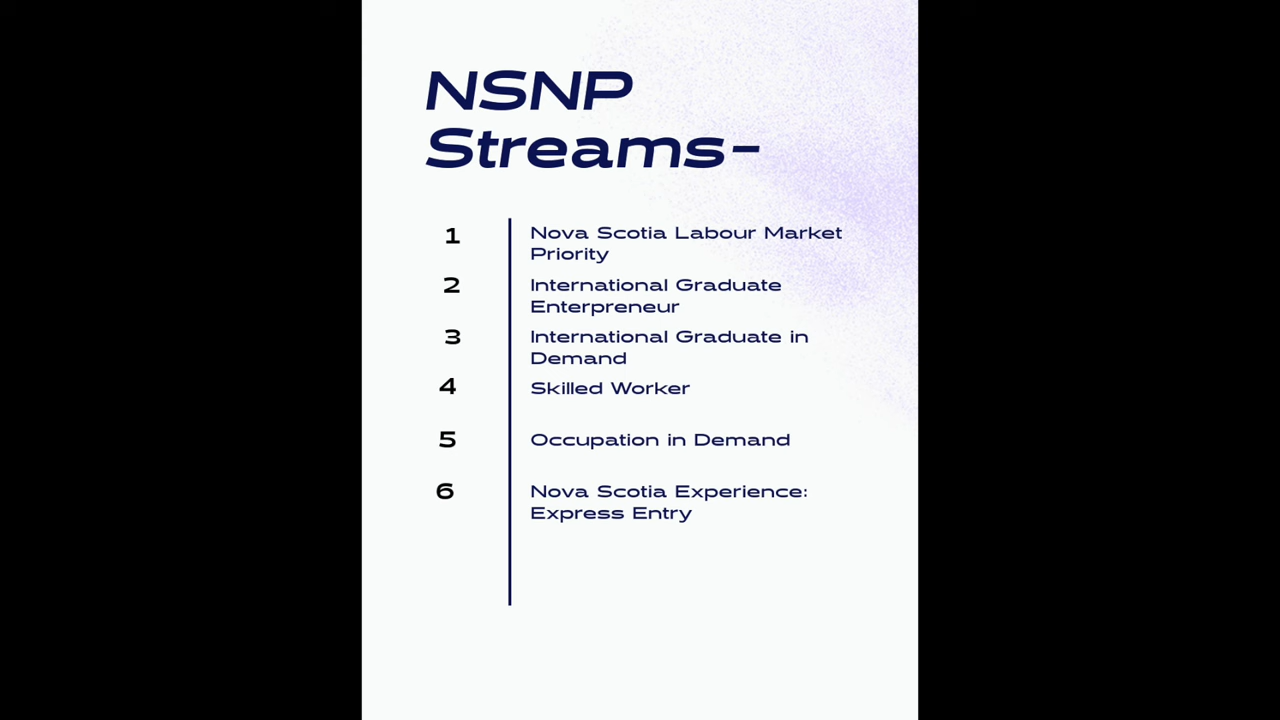 NSNP
Streams-
1 Nova Scotia Labour Market
Priority
2 International Graduate
Enterpreneur
3 International Graduate in
Demand
4 Skilled Worker
5 Occupation in Demand
6 Nova Scotia Experience:
Express Entry